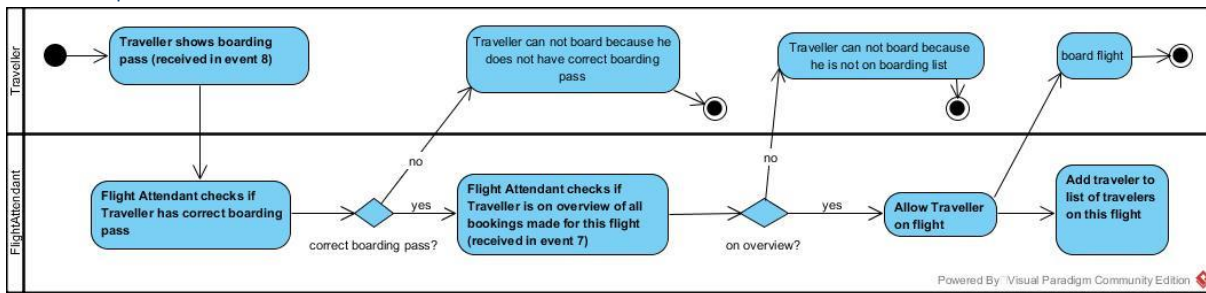 Traveller
Traveller shows boarding
pass (received in event 8)
Traveller can not board because he
does not have correct boarding
pass
Traveller can not board because
he is not on boarding list
board flight
FlightAttendant
no
no
Flight Attendant checks if
Traveller has correct boarding
pass
yes
correct boarding pass?
Flight Attendant checks if
Traveller is on overview of all
bookings made for this flight
(received in event 7)
yes
on overview?
Allow Traveller
on flight
Add traveler to
list of travelers
on this flight
Powered By Visual Paradigm Community Edition